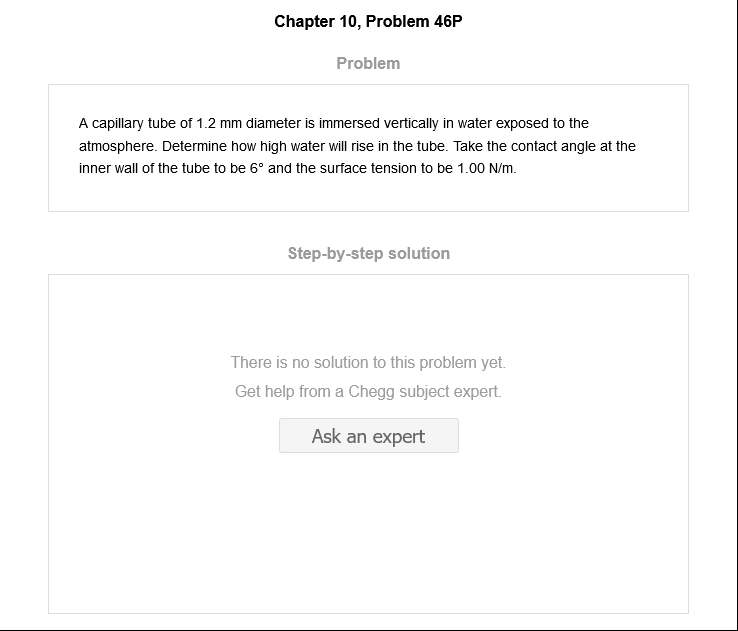 Chapter 10, Problem 46P
Problem
A capillary tube of 1.2 mm diameter is immersed vertically in water exposed to the
atmosphere. Determine how high water will rise in the tube. Take the contact angle at the
inner wall of the tube to be 6° and the surface tension to be 1.00 N/m.
Step-by-step solution
There is no solution to this problem yet.
Get help from a Chegg subject expert.
Ask an expert